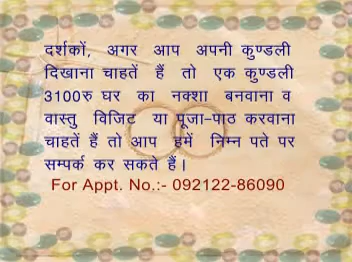 दर्शकों, अगर आप अपनी कुण्डली
दिखाना चाहतें हैं तो एक कुण्डली
3100रु घर का नक्शा बनवाना व
वास्तु विजिट या पूजा-पाठ करवाना
चाहतें हैं तो आप हमें निम्न पते पर
सम्पर्क कर सकते हैं।
For Appt. No.:- 092122-86090